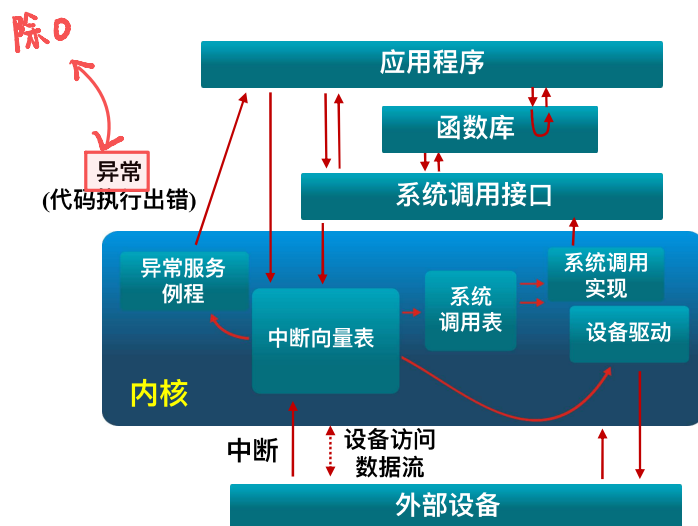 除0
应用程序
函数库
异常
(代码执行出错)
系统调用接口
异常服务
例程
系统调用
实现
系统
调用表
中断向量表
设备驱动
内核
中断
设备访问
数据流
外部设备